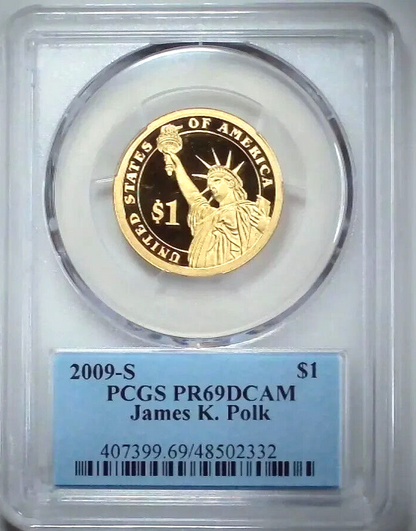 UNITED STATES OF AMERICA
$1
2009-S $1
PCGS PR69DCAM
James K. Polk
407399.69/48502332